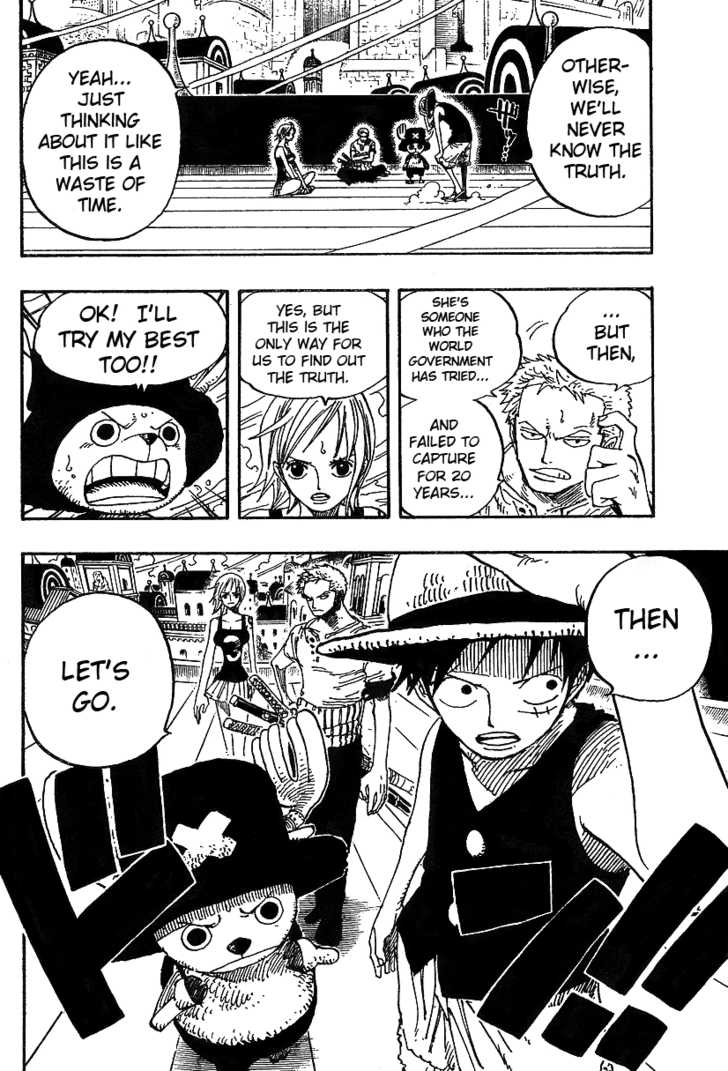 OTHER-
WISE,
WE'LL
NEVER
KNOW THE
TRUTH.
YEAH...
JUST
THINKING
ABOUT IT LIKE
THIS IS A
WASTE OF
TIME.
...
BUT
THEN,
SHE'S
SOMEONE
WHO THE
WORLD
GOVERNMENT
HAS TRIED...
AND
FAILED TO
CAPTURE
FOR 20
YEARS...
YES, BUT
THIS IS THE
ONLY WAY FOR
US TO FIND OUT
THE TRUTH.
OK! I'LL
TRY MY BEST
TOO!!
THEN
...
LET'S
GO.
ドン!!